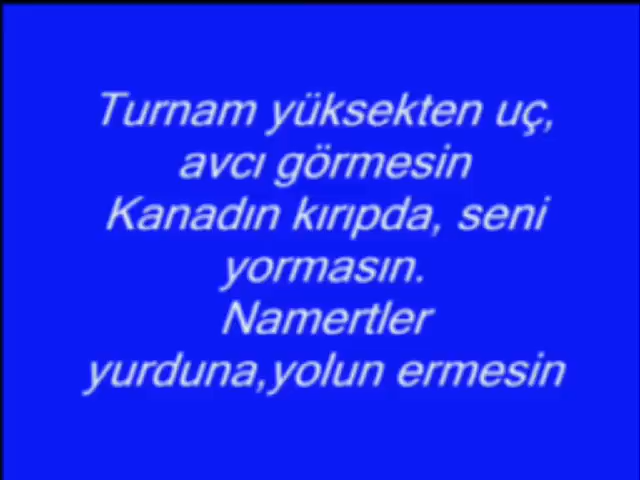 Turnam yüksekten uç,
avcı görmesin
Kanadın kırıpda, seni
yormasın.
Namertler
yurduna,yolun ermesin